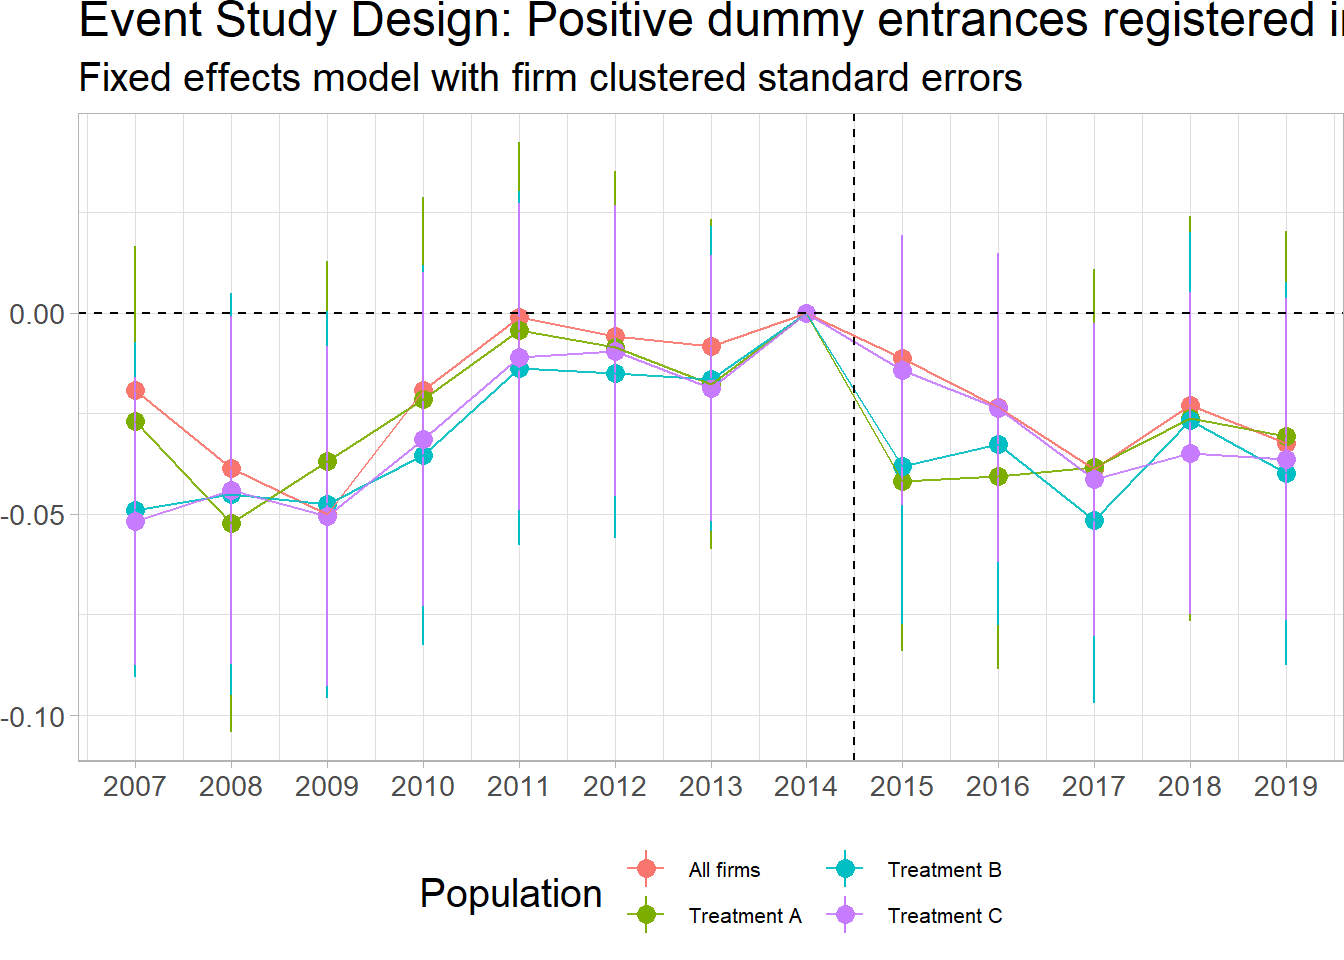 Event Study Design: Positive dummy entrances registered i
Fixed effects model with firm clustered standard errors
0.00
-0.05
-0.10
2007 2008 2009 2010 2011 2012 2013 2014 2015 2016 2017 2018 2019
Population
All firms
Treatment B
Treatment A
Treatment C